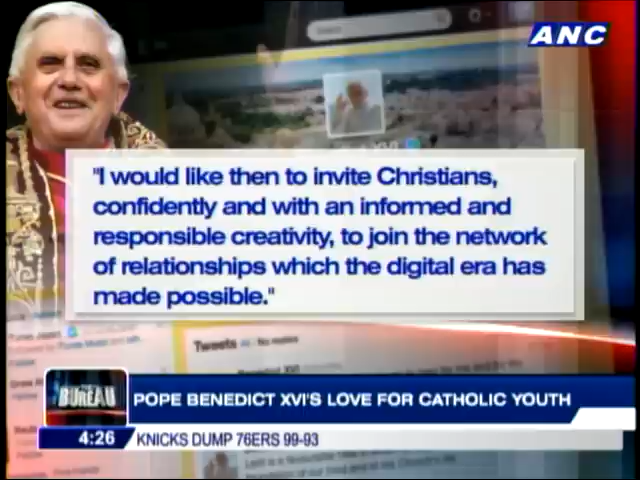 ANC
"I would like then to invite Christians,
confidently and with an informed and
responsible creativity, to join the network
of relationships which the digital era has
made possible."
Tweets
BUREAU
POPE BENEDICT XVI'S LOVE FOR CATHOLIC YOUTH
4:26
KNICKS DUMP 76ERS 99-93